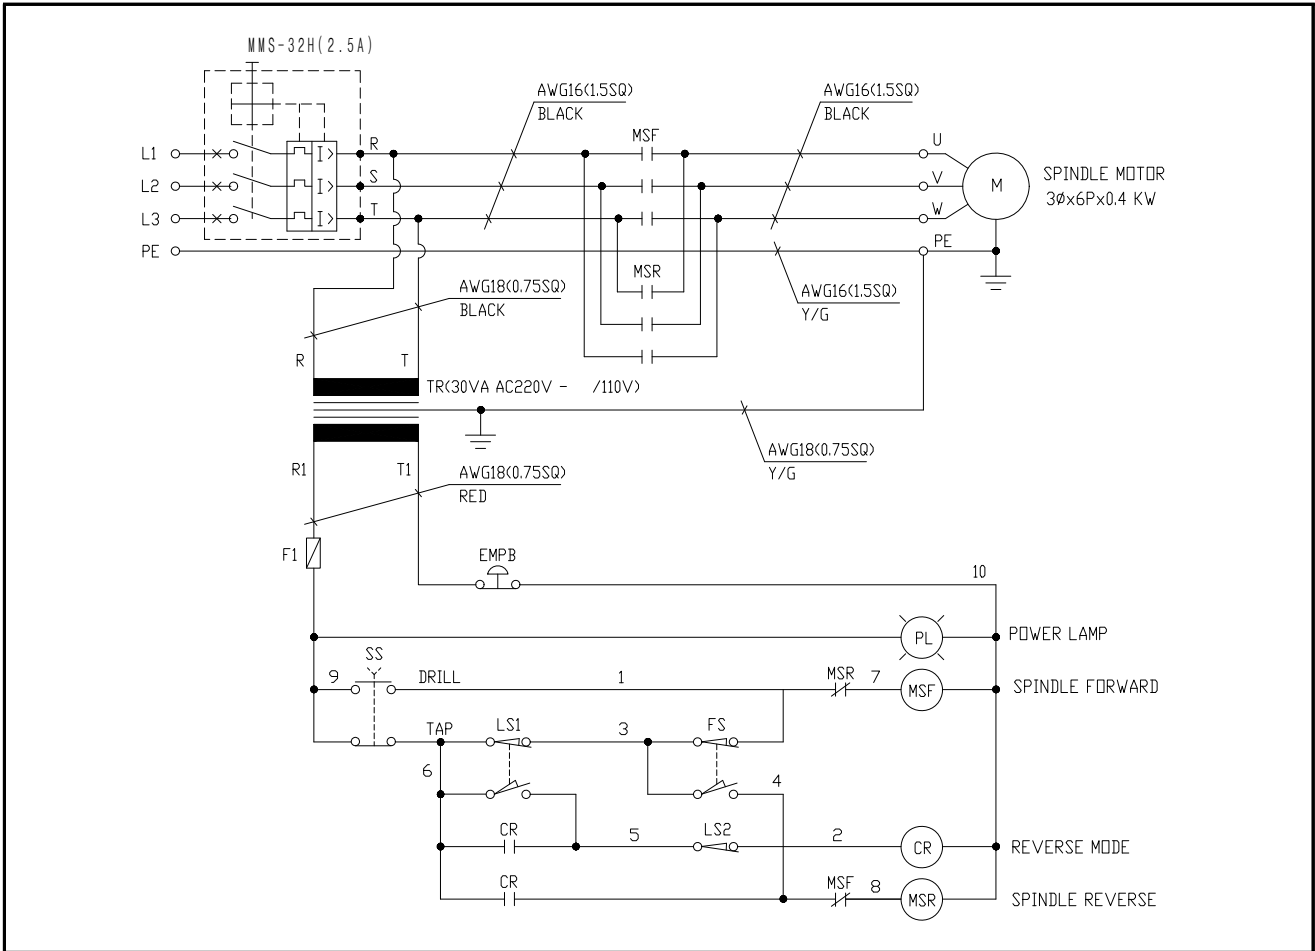 MMS-32H(2.5A)
AWG16(1.5SQ)
BLACK
AWG16(1.5SQ)
BLACK
MSF
L1
R
U
L2
S
V
M
SPINDLE MOTOR
3Øx6Px0.4 KW
L3
T
W
PE
PE
MSR
AWG18(0.75SQ)
BLACK
AWG16(1.5SQ)
Y/G
R
T
TR(30VA AC220V - /110V)
R1
T1
AWG18(0.75SQ)
RED
AWG18(0.75SQ)
Y/G
F1
EMPB
10
PL
POWER LAMP
SS
9
DRILL
1
MSR
7
MSF
SPINDLE FORWARD
TAP
LS1
3
FS
6
4
CR
5
LS2
2
CR
REVERSE MODE
CR
MSF
8
MSR
SPINDLE REVERSE